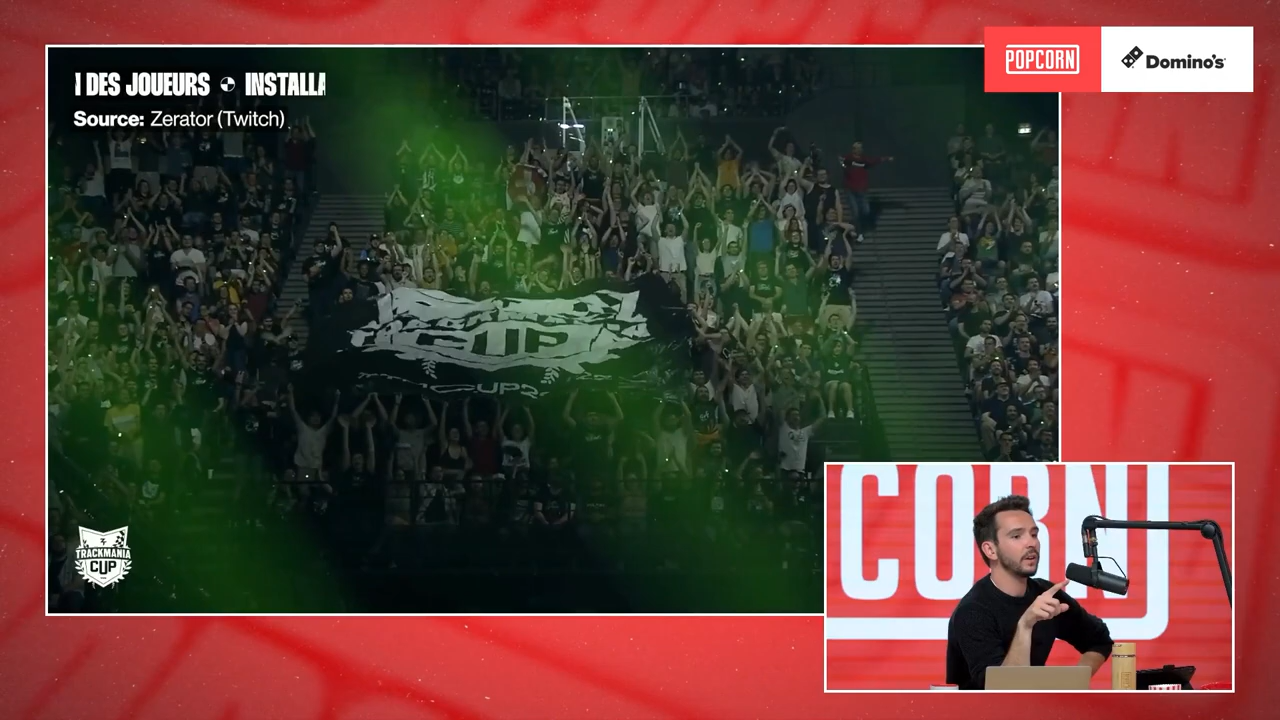 I DES JOUEURS INSTALLA
Source: Zerator (Twitch)
POPCORN
Domino's
CUP
TRACKMANIA
CUP
CORN